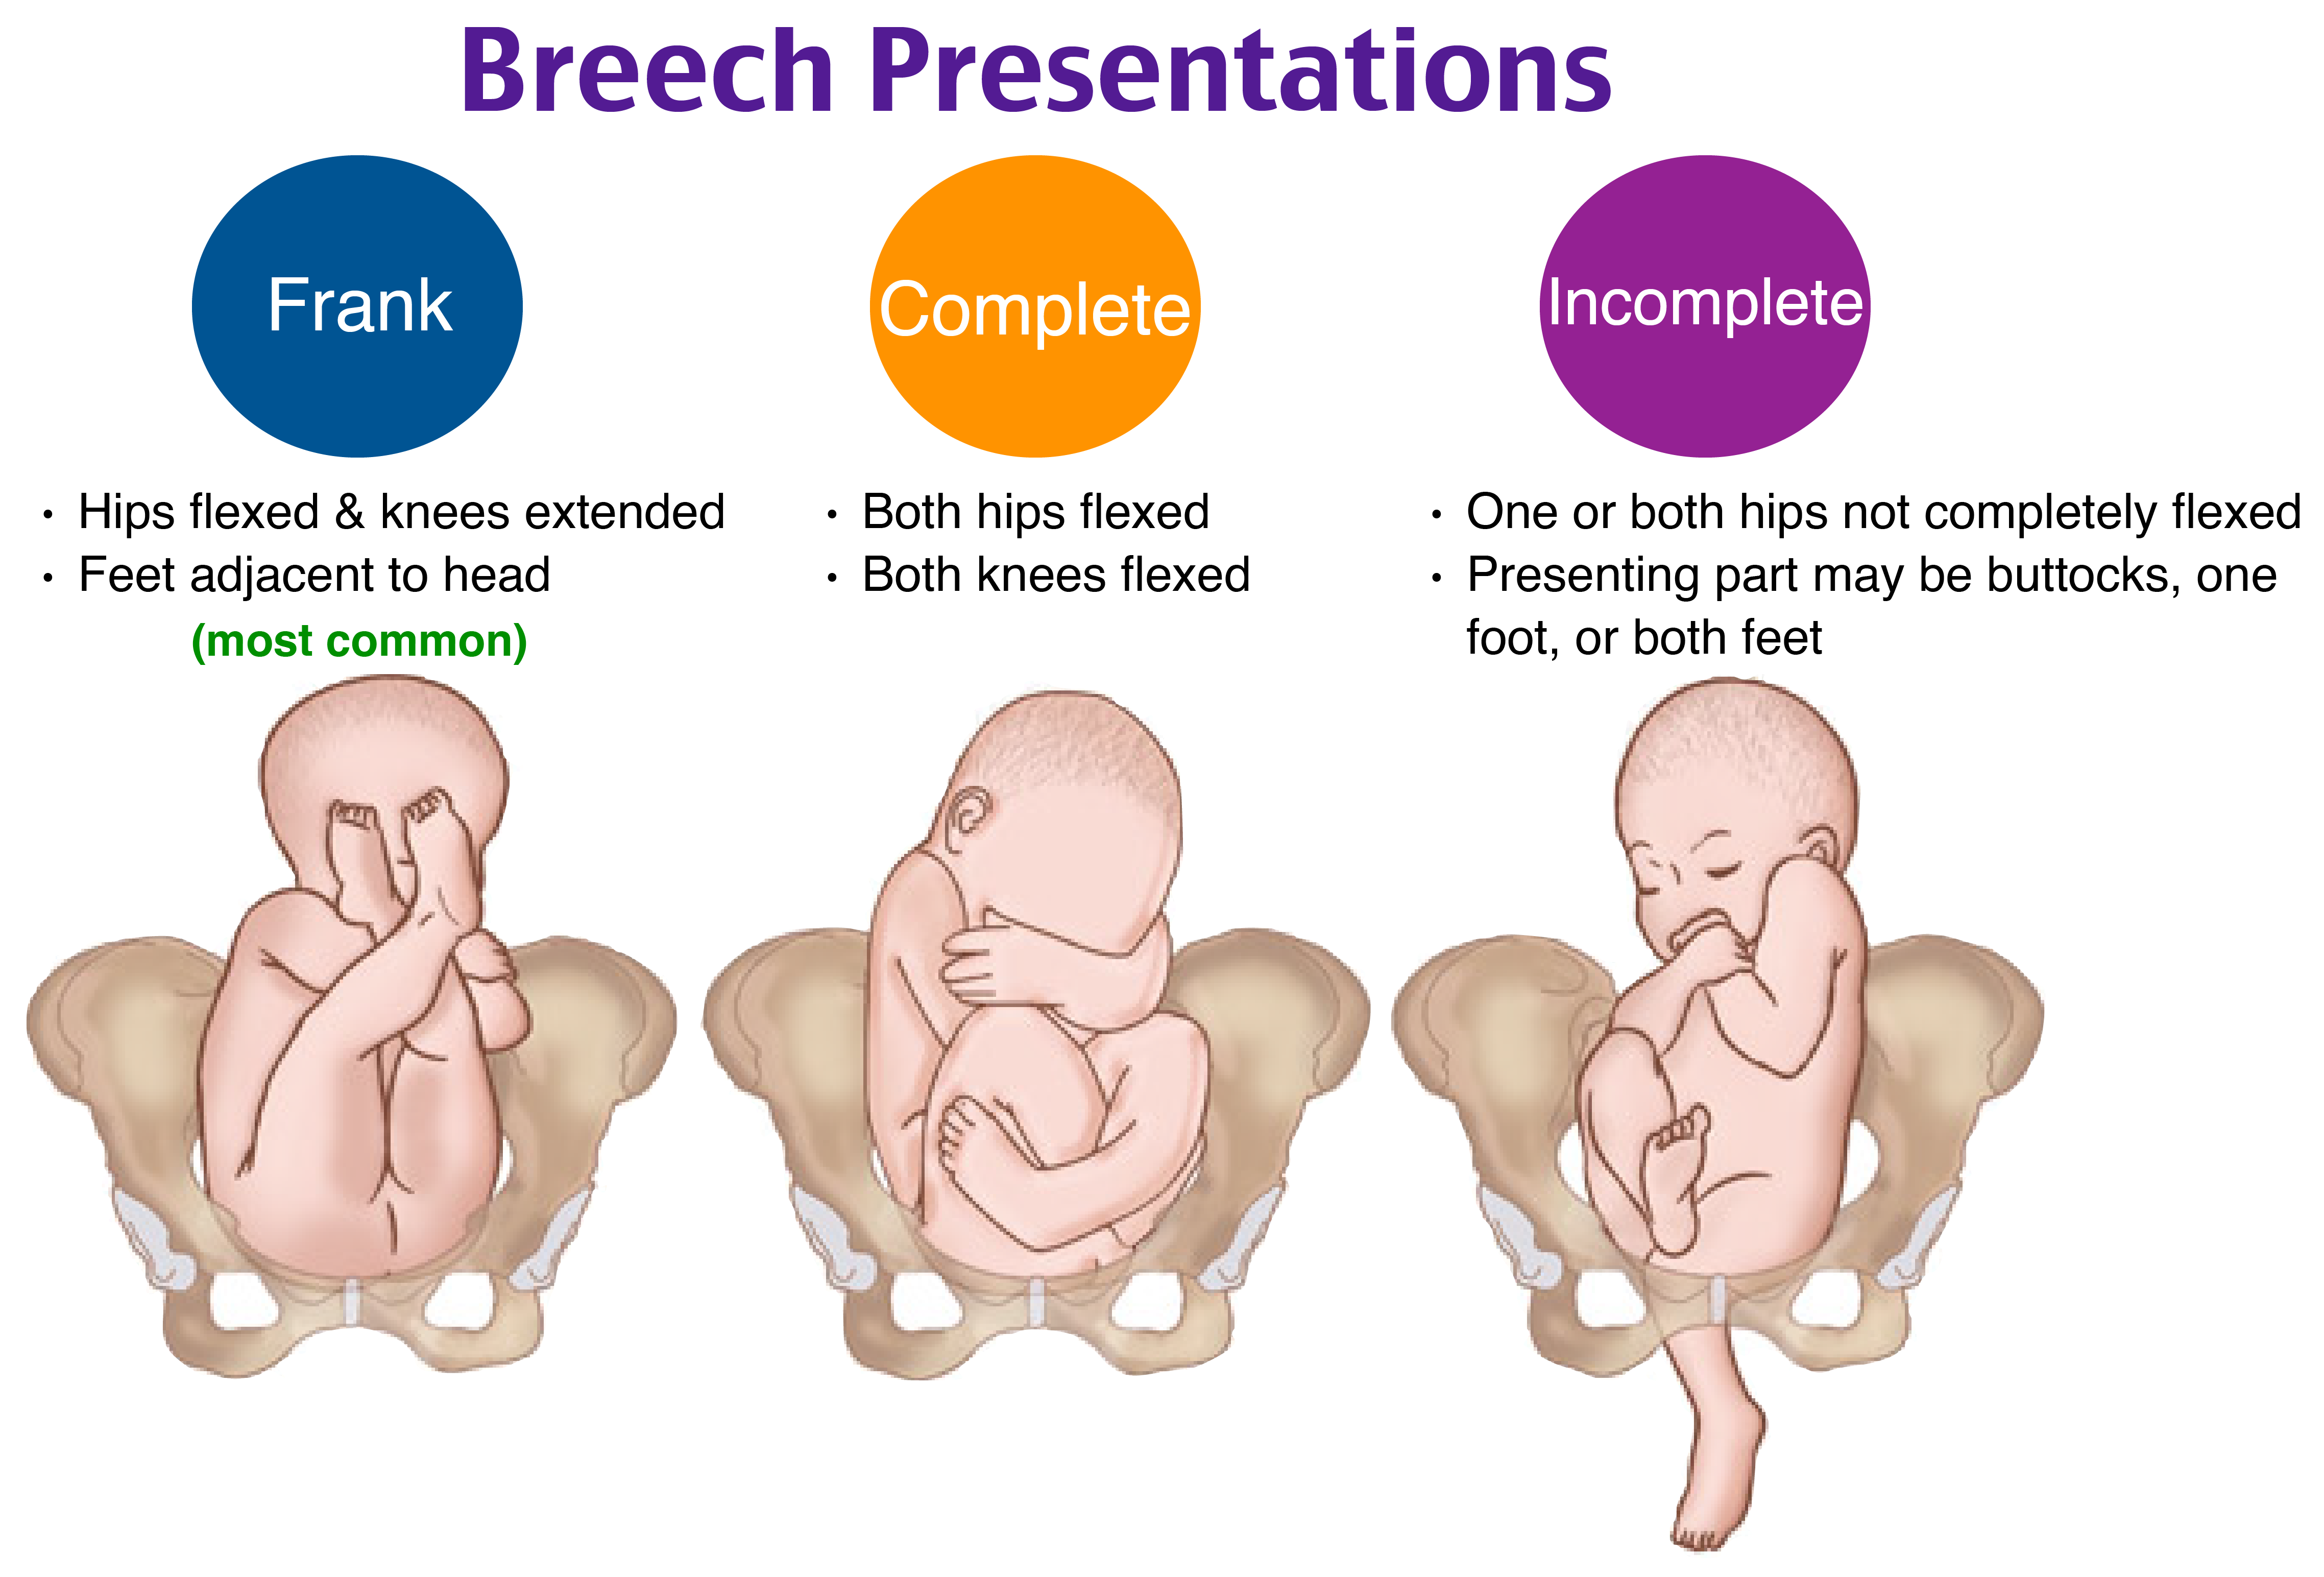 Breech Presentations
Frank
Complete
Incomplete
• Hips flexed & knees extended
• Feet adjacent to head
(most common)
• Both hips flexed
• Both knees flexed
• One or both hips not completely flexed
• Presenting part may be buttocks, one
foot, or both feet